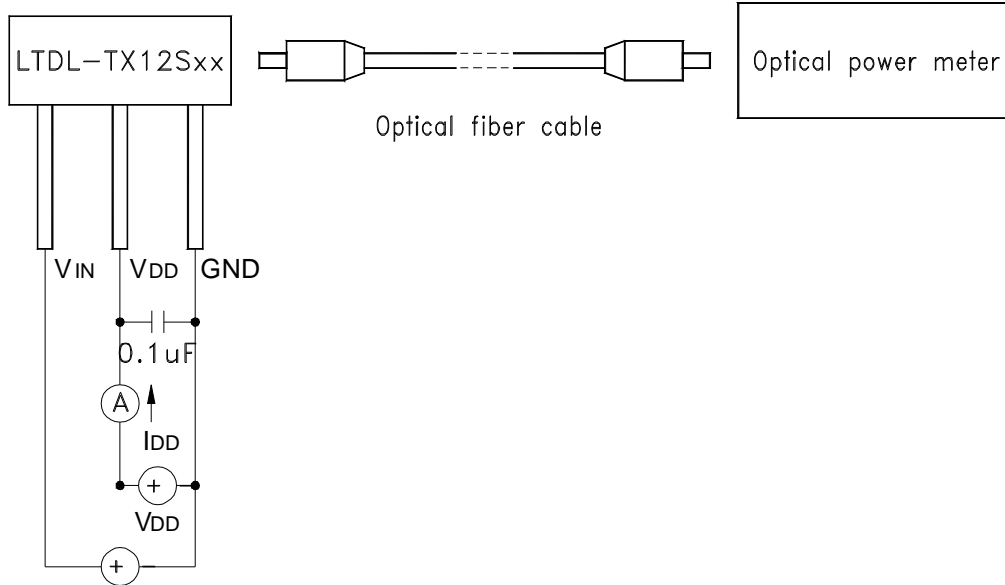 LTDL-TX12Sxx
Optical power meter
Optical fiber cable
VIN VDD GND
0.1uF
A
IDD
+ -
VDD
+ -